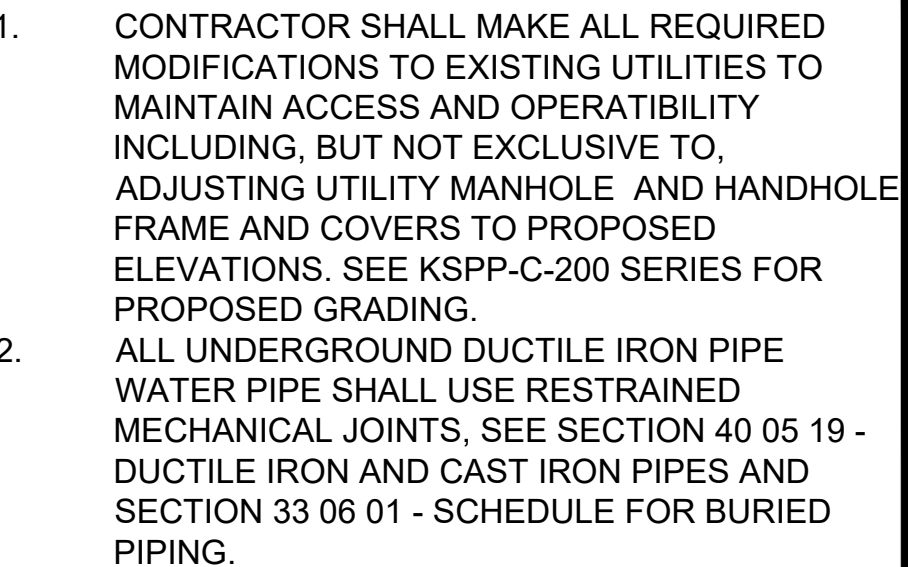 1. CONTRACTOR SHALL MAKE ALL REQUIRED
MODIFICATIONS TO EXISTING UTILITIES TO
MAINTAIN ACCESS AND OPERATIBILITY
INCLUDING, BUT NOT EXCLUSIVE TO,
ADJUSTING UTILITY MANHOLE  AND HANDHOLE
FRAME AND COVERS TO PROPOSED
ELEVATIONS. SEE KSPP-C-200 SERIES FOR
PROPOSED GRADING.
2. ALL UNDERGROUND DUCTILE IRON PIPE
WATER PIPE SHALL USE RESTRAINED
MECHANICAL JOINTS, SEE SECTION 40 05 19 -
DUCTILE IRON AND CAST IRON PIPES AND
SECTION 33 06 01 - SCHEDULE FOR BURIED
PIPING.